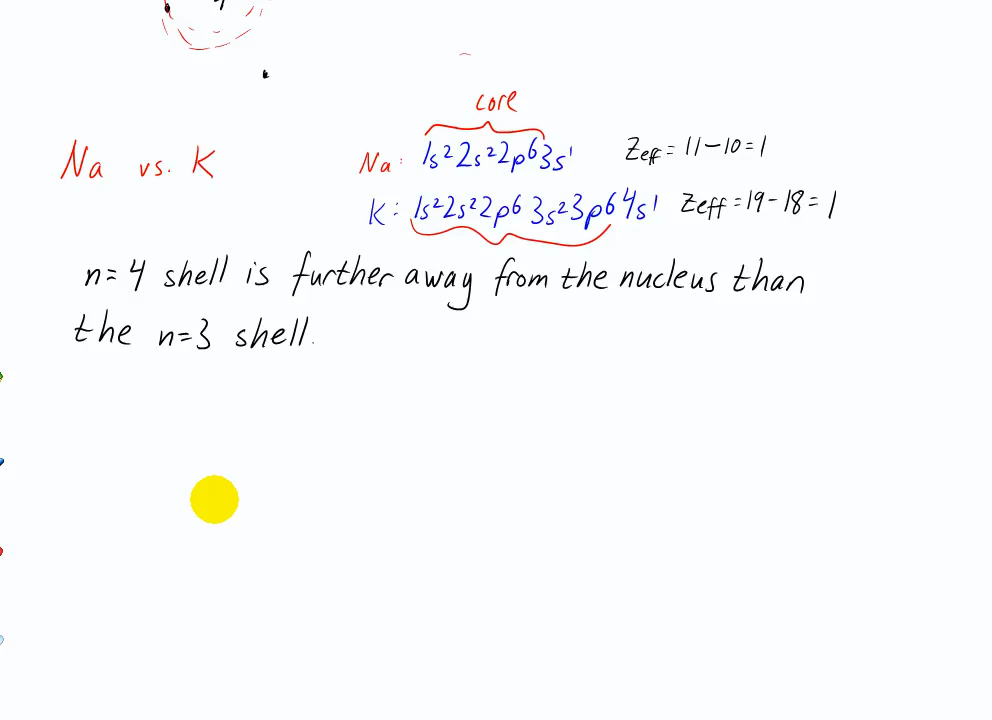 core
Na vs. K
Na: 1s²2s²2p⁶3s¹ Zeff = 11-10=1
K: 1s²2s²2p⁶3s²3p⁶4s¹ Zeff = 19-18 = 1
n=4 shell is further away from the nucleus than
the n=3 shell.